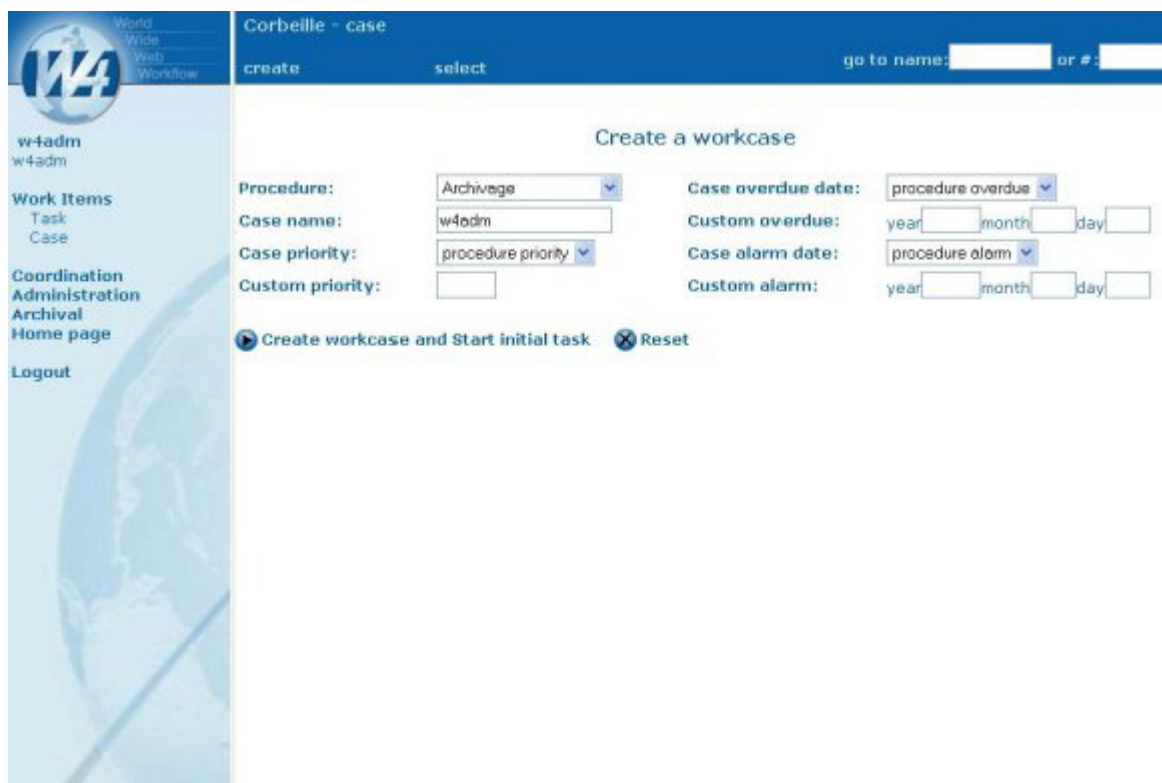 World
Wide
Web
Workflow
W4
Corbeille - case
create select go to name: or #:
w4adm
w4adm
Work Items
Task
Case
Coordination
Administration
Archival
Home page
Logout
Create a workcase
Procedure: Archivage Case overdue date: procedure overdue
Case name: w4adm Custom overdue: year month day
Case priority: procedure priority Case alarm date: procedure alarm
Custom priority: Custom alarm: year month day
Create workcase and Start initial task Reset